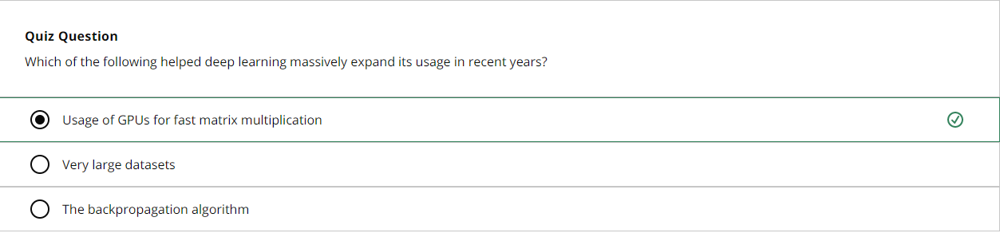 Quiz Question
Which of the following helped deep learning massively expand its usage in recent years?
Usage of GPUs for fast matrix multiplication
Very large datasets
The backpropagation algorithm